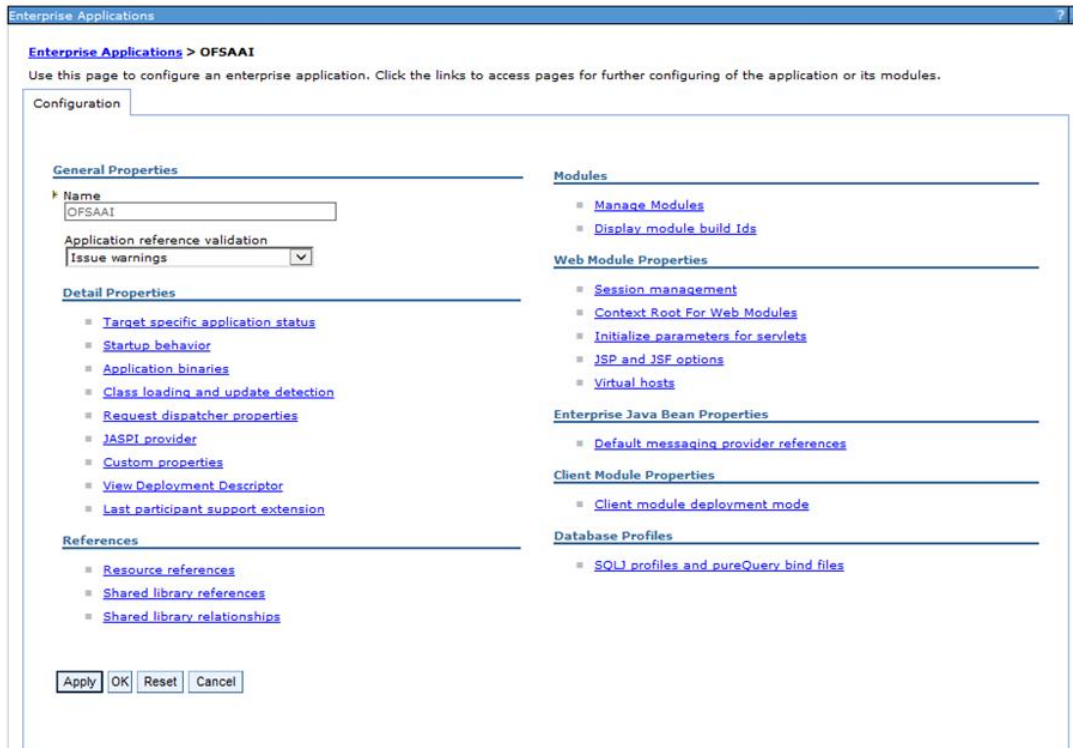 Enterprise Applications
?
Enterprise Applications > OFSAAI
Use this page to configure an enterprise application. Click the links to access pages for further configuring of the application or its modules.
Configuration
General Properties
Name
OFSAAI
Application reference validation
Issue warnings
Detail Properties
Target specific application status
Startup behavior
Application binaries
Class loading and update detection
Request dispatcher properties
JASPI provider
Custom properties
View Deployment Descriptor
Last participant support extension
References
Resource references
Shared library references
Shared library relationships
Modules
Manage Modules
Display module build Ids
Web Module Properties
Session management
Context Root For Web Modules
Initialize parameters for servlets
JSP and JSF options
Virtual hosts
Enterprise Java Bean Properties
Default messaging provider references
Client Module Properties
Client module deployment mode
Database Profiles
SQLJ profiles and pureQuery bind files
Apply OK Reset Cancel